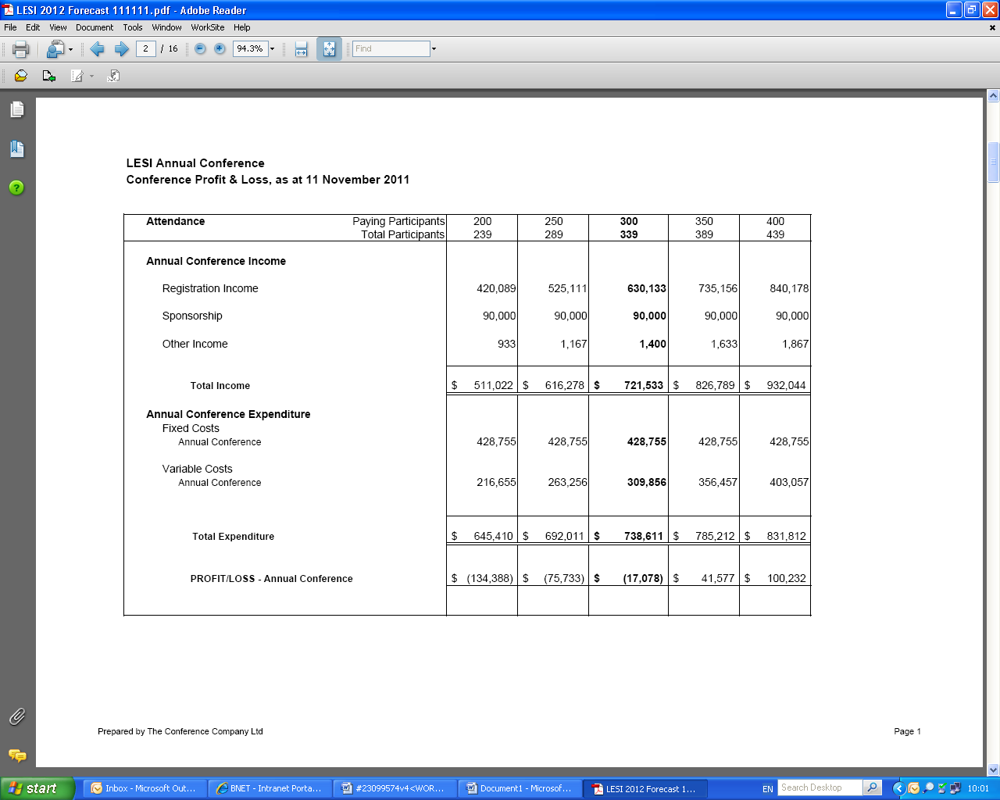 LESI 2012 Forecast 111111.pdf - Adobe Reader
File Edit View Document Tools Window WorkSite Help
2 / 16 94.3% Find
LESI Annual Conference
Conference Profit & Loss, as at 11 November 2011
Attendance Paying Participants 200 250 300 350 400
Total Participants 239 289 339 389 439
Annual Conference Income
Registration Income 420,089 525,111 630,133 735,156 840,178
Sponsorship 90,000 90,000 90,000 90,000 90,000
Other Income 933 1,167 1,400 1,633 1,867
Total Income $ 511,022 $ 616,278 $ 721,533 $ 826,789 $ 932,044
Annual Conference Expenditure
Fixed Costs
Annual Conference 428,755 428,755 428,755 428,755 428,755
Variable Costs
Annual Conference 216,655 263,256 309,856 356,457 403,057
Total Expenditure $ 645,410 $ 692,011 $ 738,611 $ 785,212 $ 831,812
PROFIT/LOSS - Annual Conference $ (134,388) $ (75,733) $ (17,078) $ 41,577 $ 100,232
Prepared by The Conference Company Ltd Page 1
start Inbox - Microsoft Out... BNET - Intranet Porta... #23099574v4<WOR... Document1 - Microsof... LESI 2012 Forecast 1... EN Search Desktop 10:01